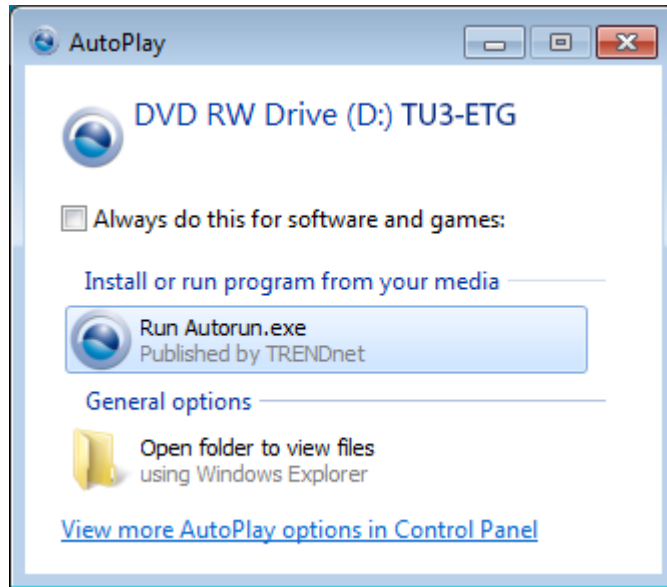 AutoPlay
DVD RW Drive (D:) TU3-ETG
Always do this for software and games:
Install or run program from your media
Run Autorun.exe
Published by TRENDnet
General options
Open folder to view files
using Windows Explorer
View more AutoPlay options in Control Panel